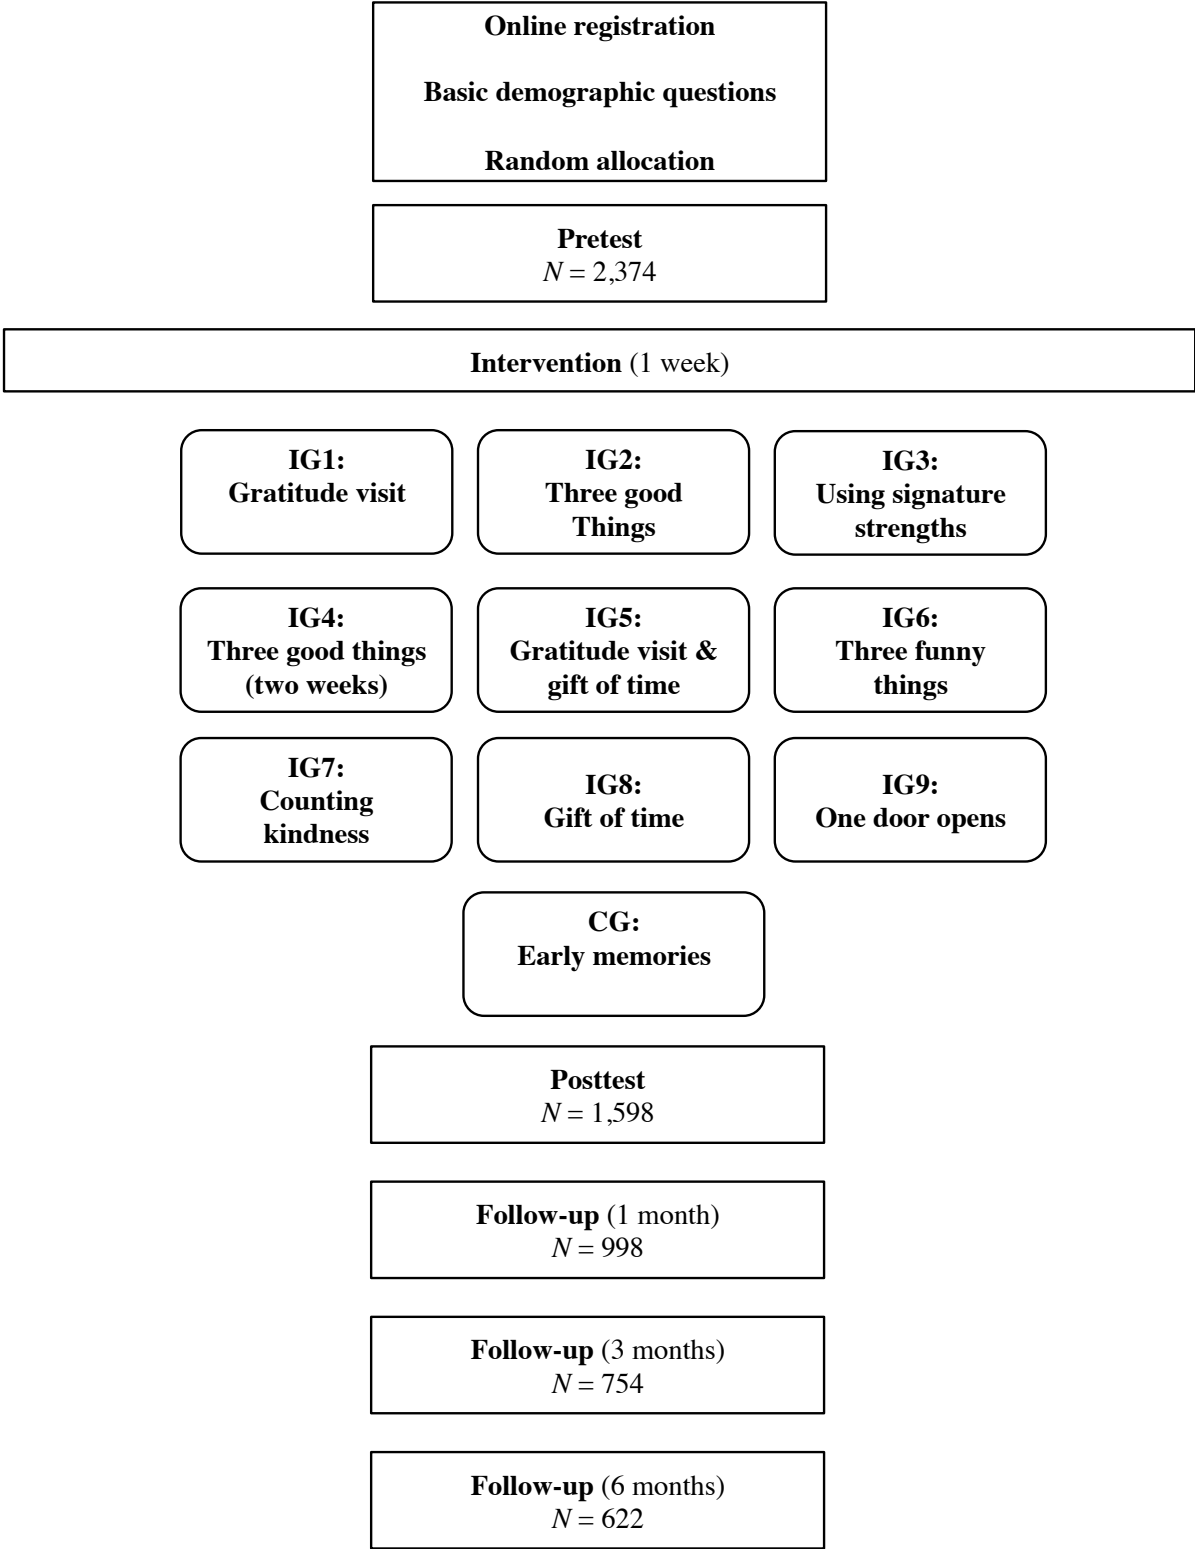 Online registration
Basic demographic questions
Random allocation
Pretest
N = 2,374
Intervention (1 week)
IG1:
Gratitude visit
IG2:
Three good
Things
IG3:
Using signature
strengths
IG4:
Three good things
(two weeks)
IG5:
Gratitude visit &
gift of time
IG6:
Three funny
things
IG7:
Counting
kindness
IG8:
Gift of time
IG9:
One door opens
CG:
Early memories
Posttest
N = 1,598
Follow-up (1 month)
N = 998
Follow-up (3 months)
N = 754
Follow-up (6 months)
N = 622